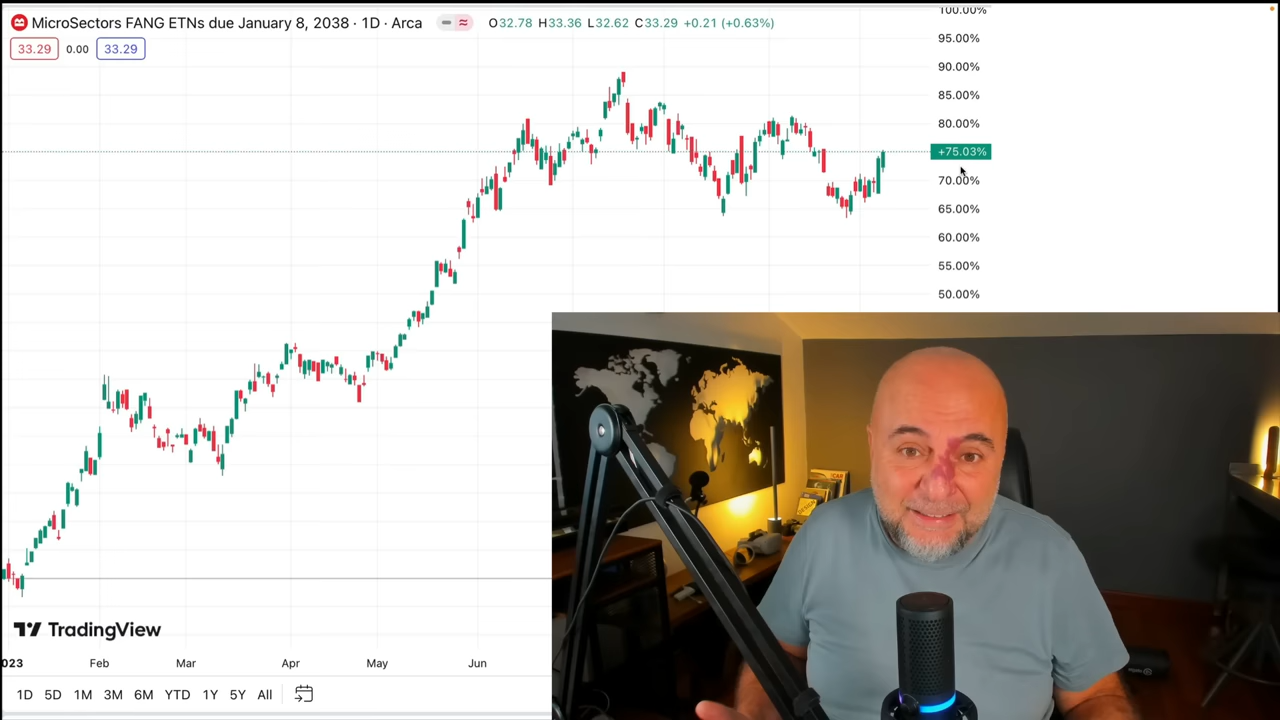 MicroSectors FANG ETNs due January 8, 2038 · 1D · Arca
O32.78 H33.36 L32.62 C33.29 +0.21 (+0.63%)
33.29 0.00 33.29
100.00%
95.00%
90.00%
85.00%
80.00%
+75.03%
70.00%
65.00%
60.00%
55.00%
50.00%
TradingView
023 Feb Mar Apr May Jun
1D 5D 1M 3M 6M YTD 1Y 5Y All